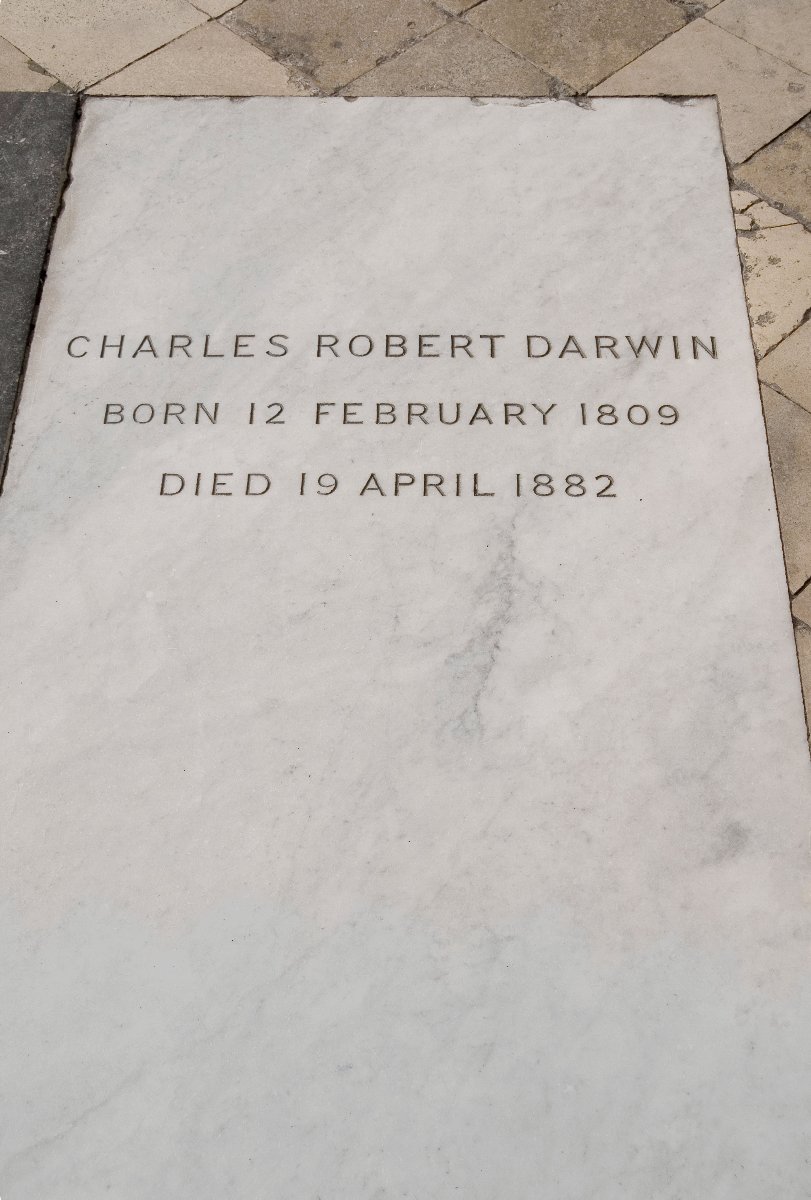 CHARLES ROBERT DARWIN
BORN 12 FEBRUARY 1809
DIED 19 APRIL 1882